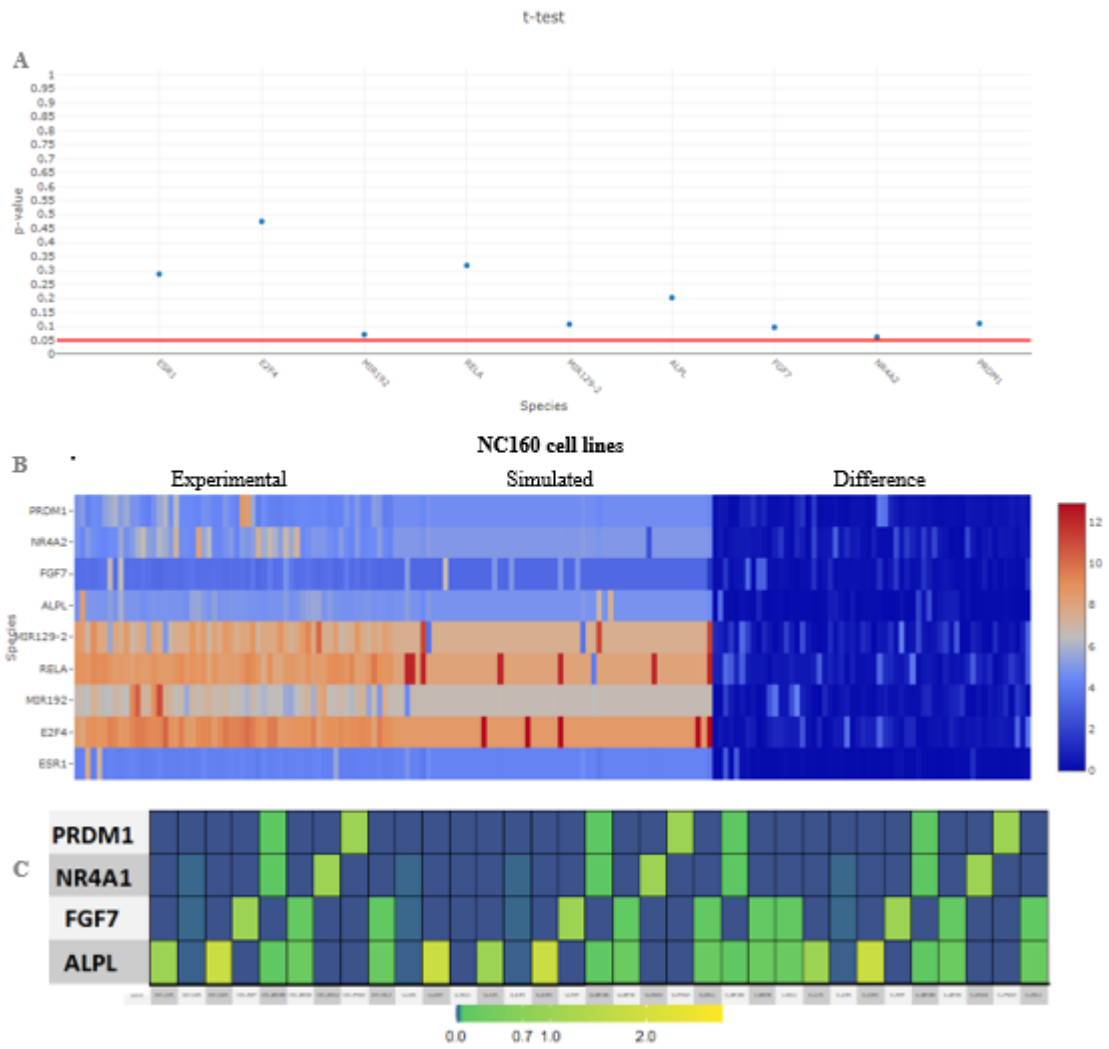 t-test
A
1
0.95
0.9
0.85
0.8
0.75
0.7
0.65
0.6
0.55
0.5
0.45
0.4
0.35
0.3
0.25
0.2
0.15
0.1
0.05
0
p-value
ESR1 E2F4 MIR192 RELA MIR129-2 ALPL FGF7 NR4A2 PRDM1
Species
NC160 cell lines
B
Experimental Simulated Difference
PRDM1
NR4A2
FGF7
ALPL
MIR129-2
RELA
MIR192
E2F4
ESR1
Species
12
10
8
6
4
2
0
C
PRDM1
NR4A1
FGF7
ALPL
0.0 0.7 1.0 2.0